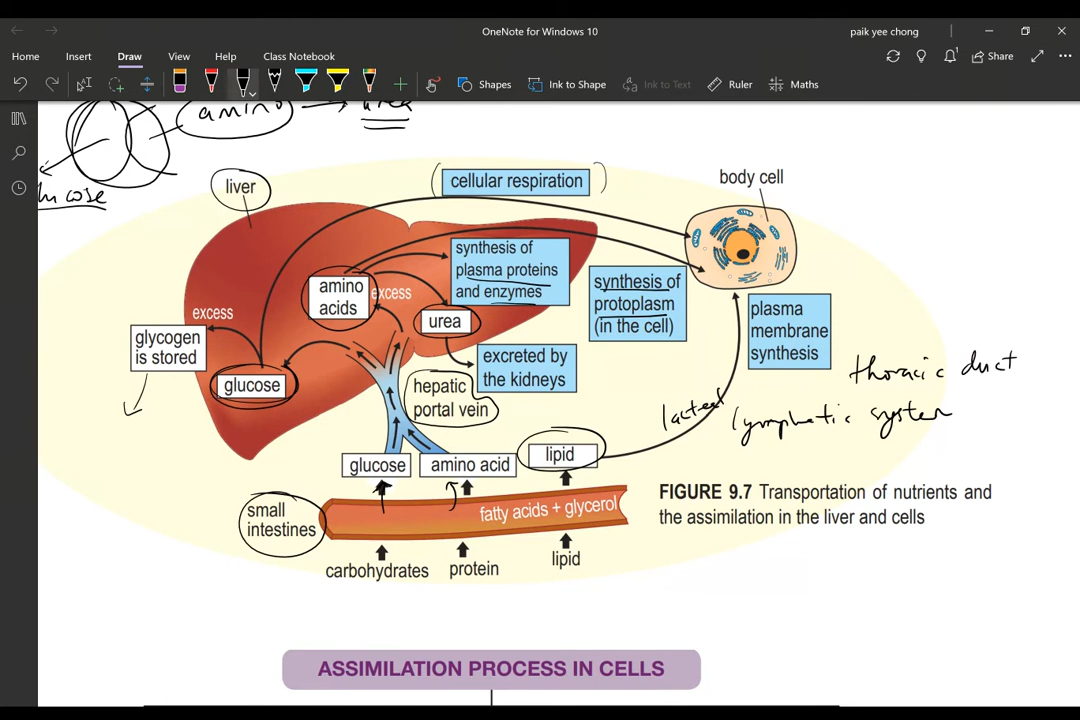 OneNote for Windows 10
paik yee chong
Home Insert Draw View Help Class Notebook
Share
Shapes
Ink to Shape
Ink to Text
Ruler
Maths
amino
urea
liver
cellular respiration
body cell
synthesis of
plasma proteins
and enzymes
amino
acids
excess
synthesis of
protoplasm
(in the cell)
excess
urea
plasma
membrane
synthesis
glycogen
is stored
excreted by
the kidneys
glucose
hepatic
portal vein
thoracic duct
lacteal
lymphatic system
glucose
amino acid
lipid
small
intestines
fatty acids + glycerol
FIGURE 9.7 Transportation of nutrients and
the assimilation in the liver and cells
carbohydrates
protein
lipid
ASSIMILATION PROCESS IN CELLS